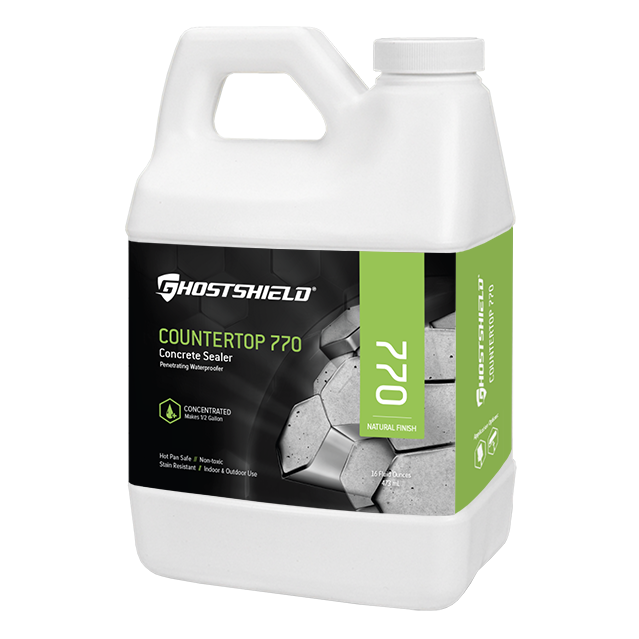 GHOSTSHIELD®
COUNTERTOP 770
Concrete Sealer
Penetrating Waterproofer
CONCENTRATED
Makes 1/2 Gallon
Hot Pan Safe // Non-toxic
Stain Resistant // Indoor & Outdoor Use
770
NATURAL FINISH
16 Fluid Ounces
473 mL
GHOSTSHIELD®
COUNTERTOP 770